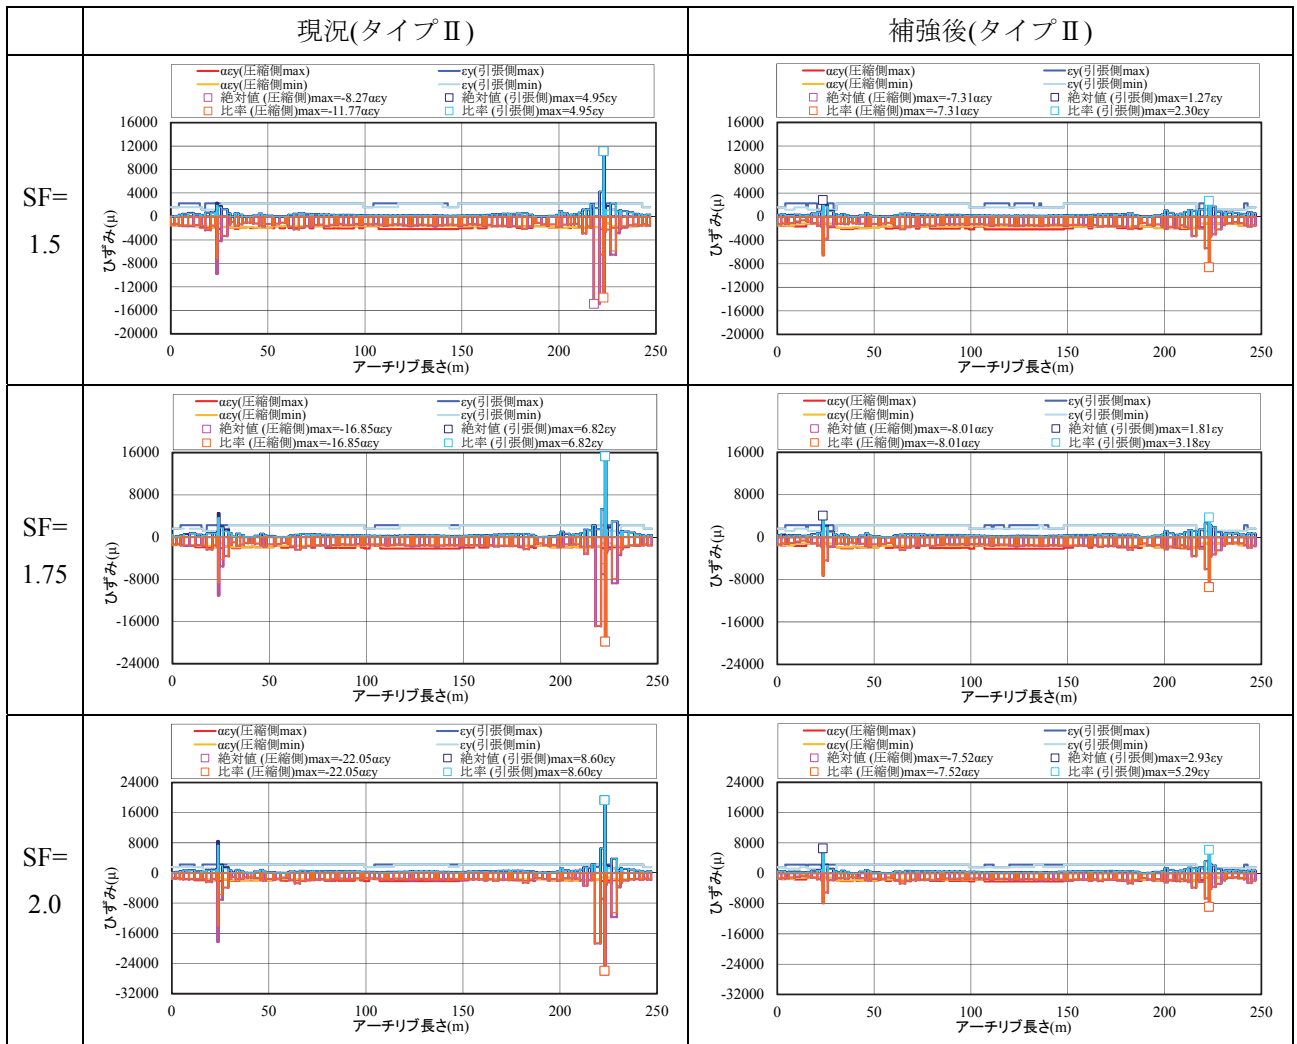 現況(タイプⅡ)
補強後(タイプⅡ)
SF=
1.5
αεy(圧縮側max)
εy(引張側max)
αεy(圧縮側min)
εy(引張側min)
絶対値 (圧縮側)max=-8.27αεy
絶対値 (引張側)max=4.95εy
比率 (圧縮側)max=-11.77αεy
比率 (引張側)max=4.95εy
16000
12000
8000
4000
0
-4000
-8000
-12000
-16000
-20000
ひずみ(μ)
0 50 100 150 200 250
アーチリブ長さ(m)
αεy(圧縮側max)
εy(引張側max)
αεy(圧縮側min)
εy(引張側min)
絶対値 (圧縮側)max=-7.31αεy
絶対値 (引張側)max=1.27εy
比率 (圧縮側)max=-7.31αεy
比率 (引張側)max=2.30εy
16000
12000
8000
4000
0
-4000
-8000
-12000
-16000
-20000
ひずみ(μ)
0 50 100 150 200 250
アーチリブ長さ(m)
SF=
1.75
αεy(圧縮側max)
εy(引張側max)
αεy(圧縮側min)
εy(引張側min)
絶対値 (圧縮側)max=-16.85αεy
絶対値 (引張側)max=6.82εy
比率 (圧縮側)max=-16.85αεy
比率 (引張側)max=6.82εy
16000
8000
0
-8000
-16000
-24000
ひずみ(μ)
0 50 100 150 200 250
アーチリブ長さ(m)
αεy(圧縮側max)
εy(引張側max)
αεy(圧縮側min)
εy(引張側min)
絶対値 (圧縮側)max=-8.01αεy
絶対値 (引張側)max=1.81εy
比率 (圧縮側)max=-8.01αεy
比率 (引張側)max=3.18εy
16000
8000
0
-8000
-16000
-24000
ひずみ(μ)
0 50 100 150 200 250
アーチリブ長さ(m)
SF=
2.0
αεy(圧縮側max)
εy(引張側max)
αεy(圧縮側min)
εy(引張側min)
絶対値 (圧縮側)max=-22.05αεy
絶対値 (引張側)max=8.60εy
比率 (圧縮側)max=-22.05αεy
比率 (引張側)max=8.60εy
24000
16000
8000
0
-8000
-16000
-24000
-32000
ひずみ(μ)
0 50 100 150 200 250
アーチリブ長さ(m)
αεy(圧縮側max)
εy(引張側max)
αεy(圧縮側min)
εy(引張側min)
絶対値 (圧縮側)max=-7.52αεy
絶対値 (引張側)max=2.93εy
比率 (圧縮側)max=-7.52αεy
比率 (引張側)max=5.29εy
24000
16000
8000
0
-8000
-16000
-24000
-32000
ひずみ(μ)
0 50 100 150 200 250
アーチリブ長さ(m)